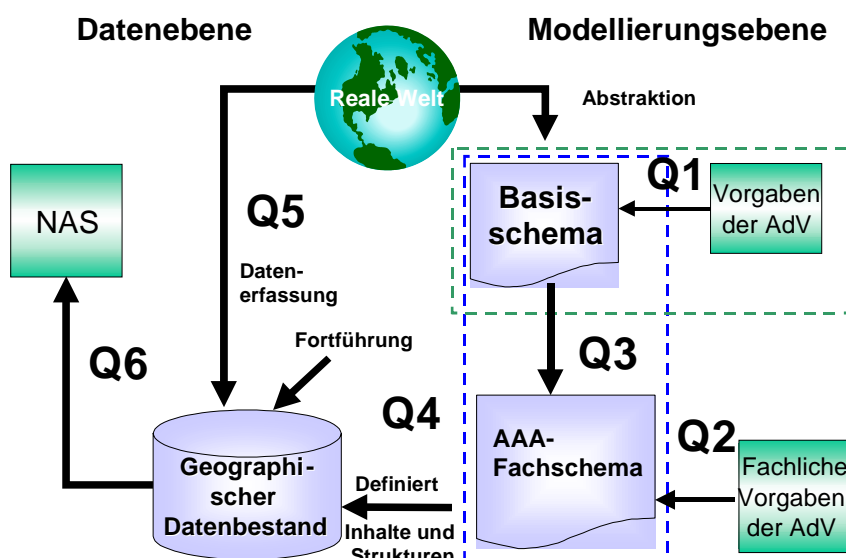 Datenebene
Modellierungsebene
Reale Welt
Abstraktion
Q1
Basis-
schema
Vorgaben
der AdV
NAS
Q5
Daten-
erfassung
Fortführung
Q3
Q6
Q4
AAA-
Fachschema
Q2
Geographi-
scher
Datenbestand
Definiert
Inhalte und
Strukturen
Fachliche
Vorgaben
der AdV